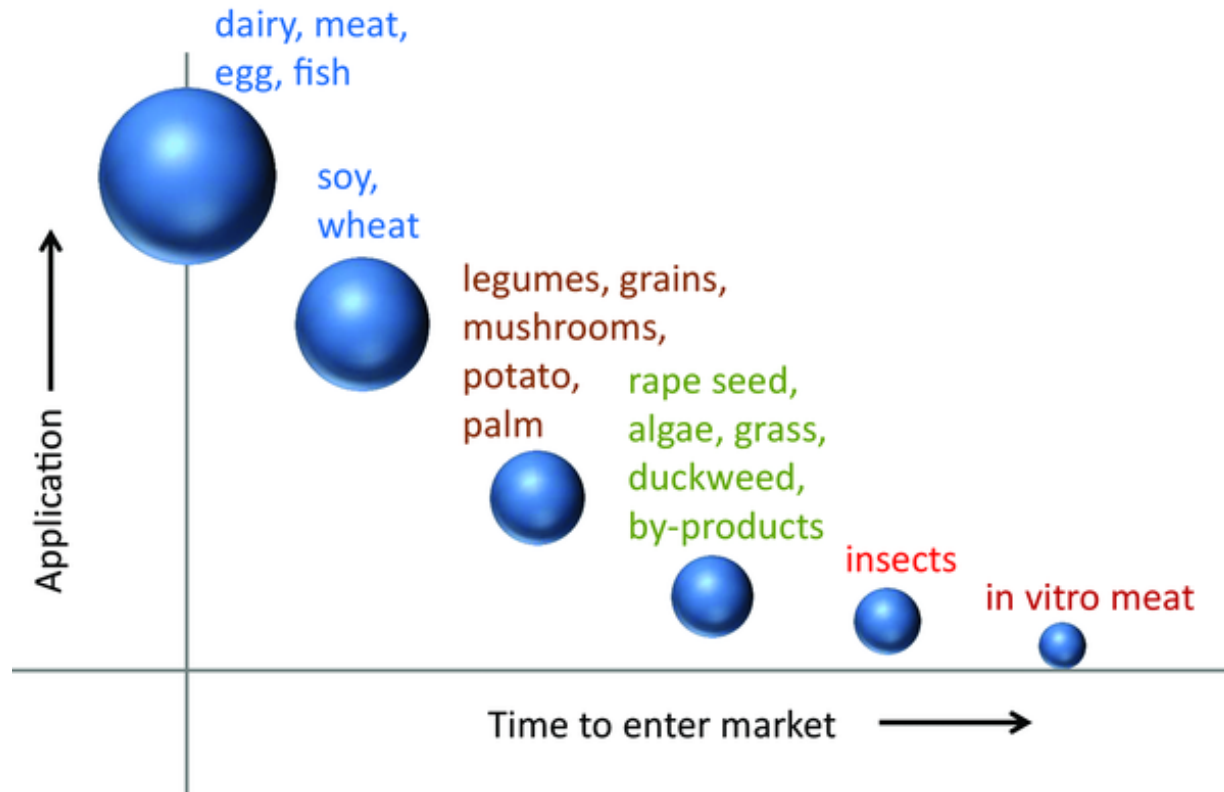 dairy, meat,
egg, fish
soy,
wheat
legumes, grains,
mushrooms,
potato,
palm
rape seed,
algae, grass,
duckweed,
by-products
insects
in vitro meat
Application
Time to enter market